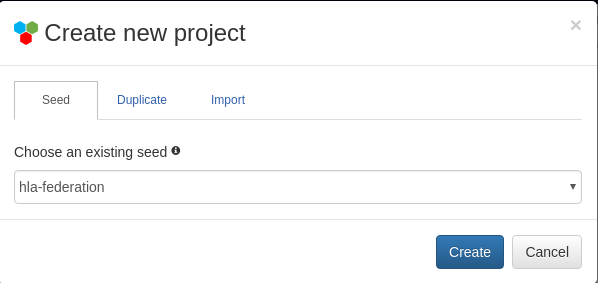 Create new project
×
Seed Duplicate Import
Choose an existing seed
hla-federation
Create Cancel